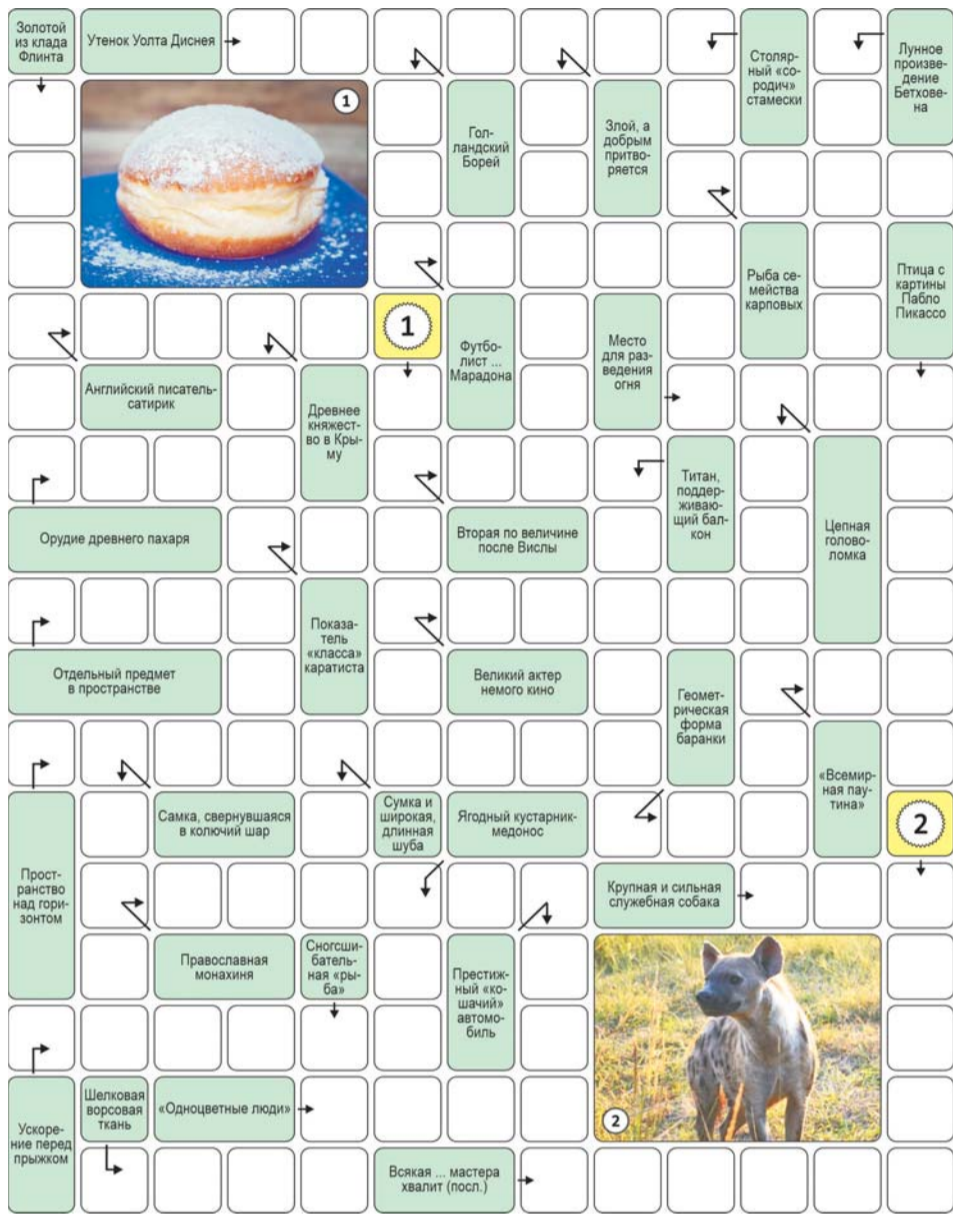 Золотой
из клада
Флинта
Утенок Уолта Диснея
Столяр-
ный «со-
родич»
стамески
Лунное
произве-
дение
Бетхове-
на
1
Гол-
ландский
Борей
Злой, а
добрым
притво-
ряется
Рыба се-
мейства
карповых
Птица с
картины
Пабло
Пикассо
1
Футбо-
лист ...
Марадона
Место
для раз-
ведения
огня
Английский писатель-
сатирик
Древнее
княжест-
во в Кры-
му
Титан,
поддер-
живаю-
щий бал-
кон
Цепная
голово-
ломка
Орудие древнего пахаря
Вторая по величине
после Вислы
Показа-
тель
«класса»
каратиста
Отдельный предмет
в пространстве
Великий актер
немого кино
Геомет-
рическая
форма
баранки
«Всемир-
ная пау-
тина»
Прост-
ранство
над гори-
зонтом
Самка, свернувшаяся
в колючий шар
Сумка и
широкая,
длинная
шуба
Ягодный кустарник-
медонос
2
Крупная и сильная
служебная собака
Православная
монахиня
Сногсши-
бательн-
ая «ры-
ба»
Престиж-
ный «ко-
шачий»
автомо-
биль
2
Ускоре-
ние перед
прыжком
Шелковая
ворсовая
ткань
«Одноцветные люди»
Всякая ... мастера
хвалит (посл.)